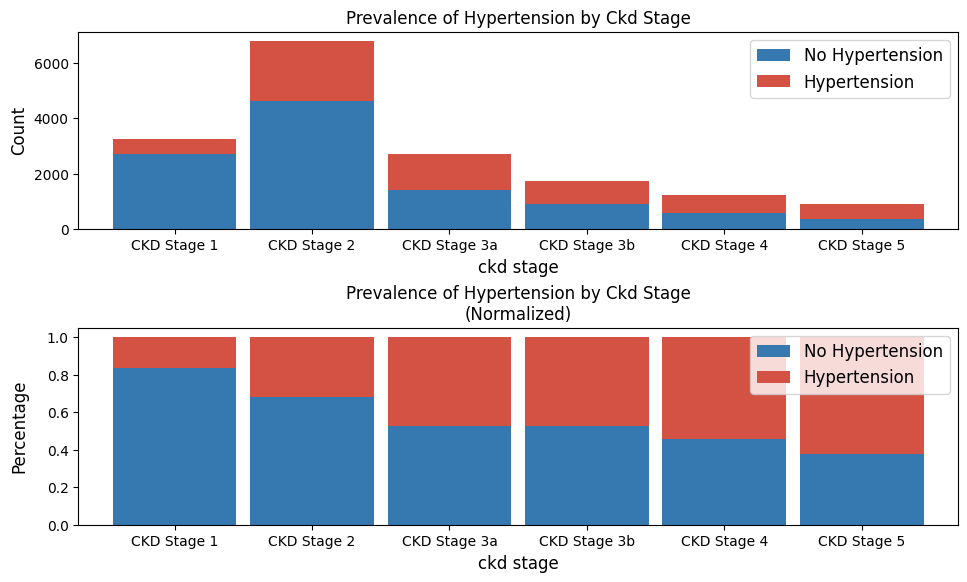 Prevalence of Hypertension by Ckd Stage
6000
4000
2000
0
Count
No Hypertension
Hypertension
CKD Stage 1 CKD Stage 2 CKD Stage 3a CKD Stage 3b CKD Stage 4 CKD Stage 5
ckd stage
Prevalence of Hypertension by Ckd Stage
(Normalized)
1.0
0.8
0.6
0.4
0.2
0.0
Percentage
No Hypertension
Hypertension
CKD Stage 1 CKD Stage 2 CKD Stage 3a CKD Stage 3b CKD Stage 4 CKD Stage 5
ckd stage